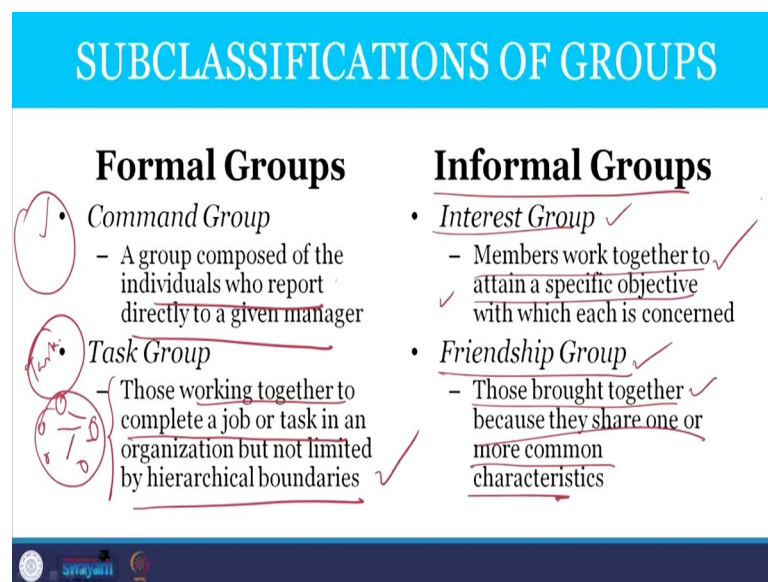 SUBCLASSIFICATIONS OF GROUPS
Formal Groups
• Command Group
– A group composed of the
individuals who report
directly to a given manager
• Task Group
– Those working together to
complete a job or task in an
organization but not limited
by hierarchical boundaries
Task
Informal Groups
• Interest Group
– Members work together to
attain a specific objective
with which each is concerned
• Friendship Group
– Those brought together
because they share one or
more common
characteristics
swayam